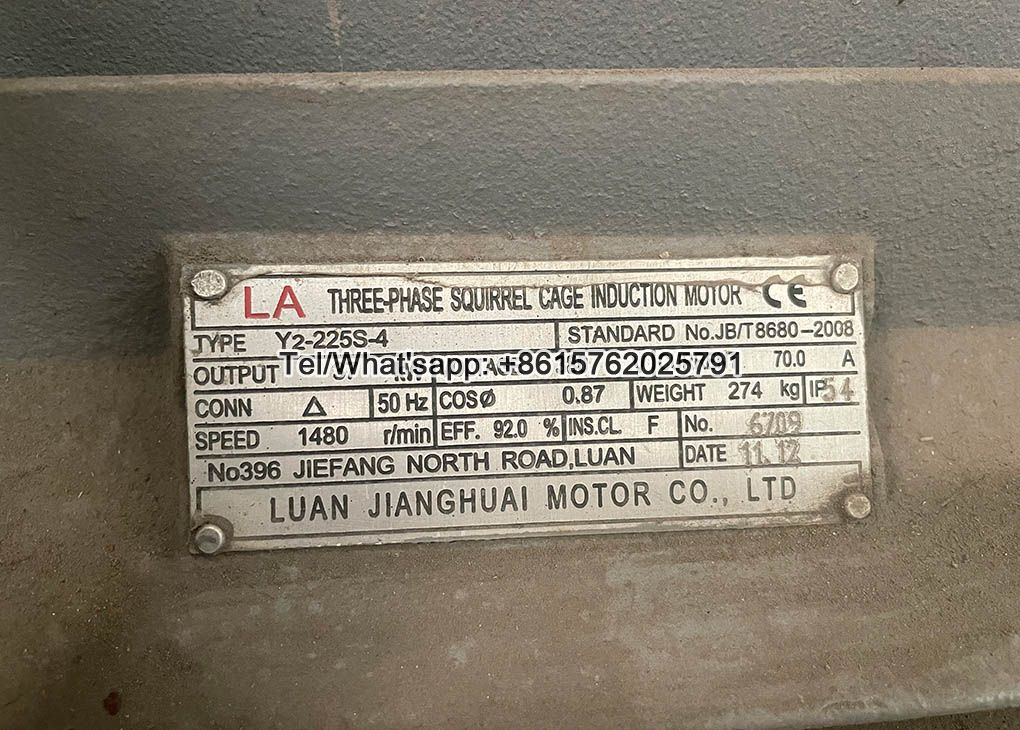 LA THREE-PHASE SQUIRREL CAGE INDUCTION MOTOR CE
TYPE Y2-225S-4 STANDARD No.JB/T8680-2008
Tel/What'sapp: +8615762025791
OUTPUT 70.0 A
CONN △ 50 Hz COSØ 0.87 WEIGHT 274 kg IP54
SPEED 1480 r/min EFF. 92.0 % INS.CL F No. 6709
No396 JIEFANG NORTH ROAD,LUAN DATE 11.12
LUAN JIANGHUAI MOTOR CO., LTD